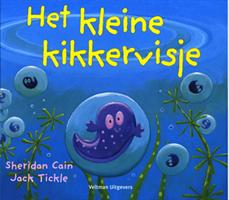 Het kleine
kikkervisje
Sheridan Cain
Jack Tickle
Veltman Uitgevers